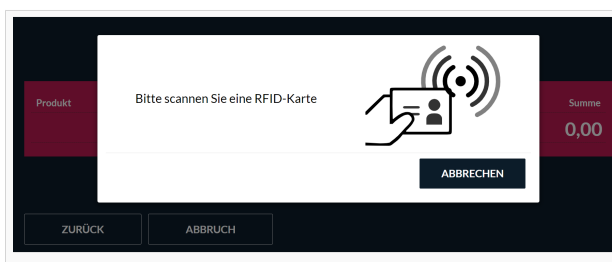 Bitte scannen Sie eine RFID-Karte
Produkt
Summe
0,00
ABBRECHEN
ZURÜCK
ABBRUCH